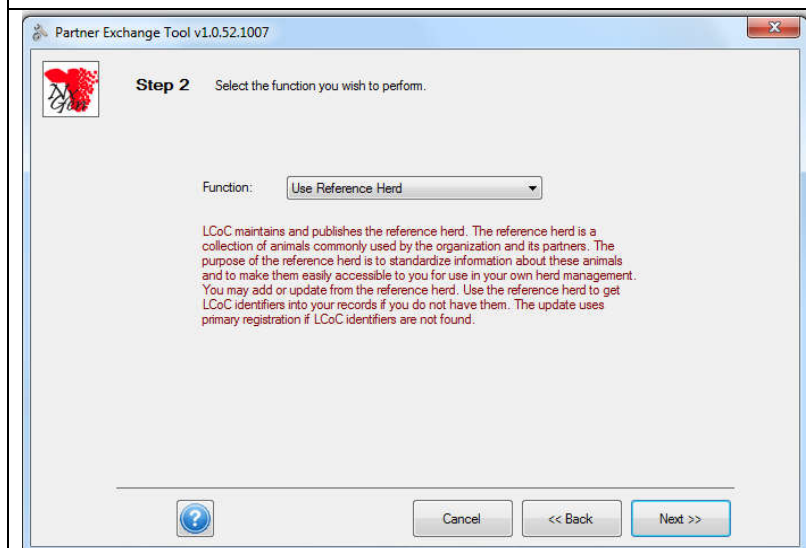 Partner Exchange Tool v1.0.52.1007
X
Nx
Gen
Step 2 Select the function you wish to perform.
Function: Use Reference Herd
LCoC maintains and publishes the reference herd. The reference herd is a
collection of animals commonly used by the organization and its partners. The
purpose of the reference herd is to standardize information about these animals
and to make them easily accessible to you for use in your own herd management.
You may add or update from the reference herd. Use the reference herd to get
LCoC identifiers into your records if you do not have them. The update uses
primary registration if LCoC identifiers are not found.
? Cancel << Back Next >>